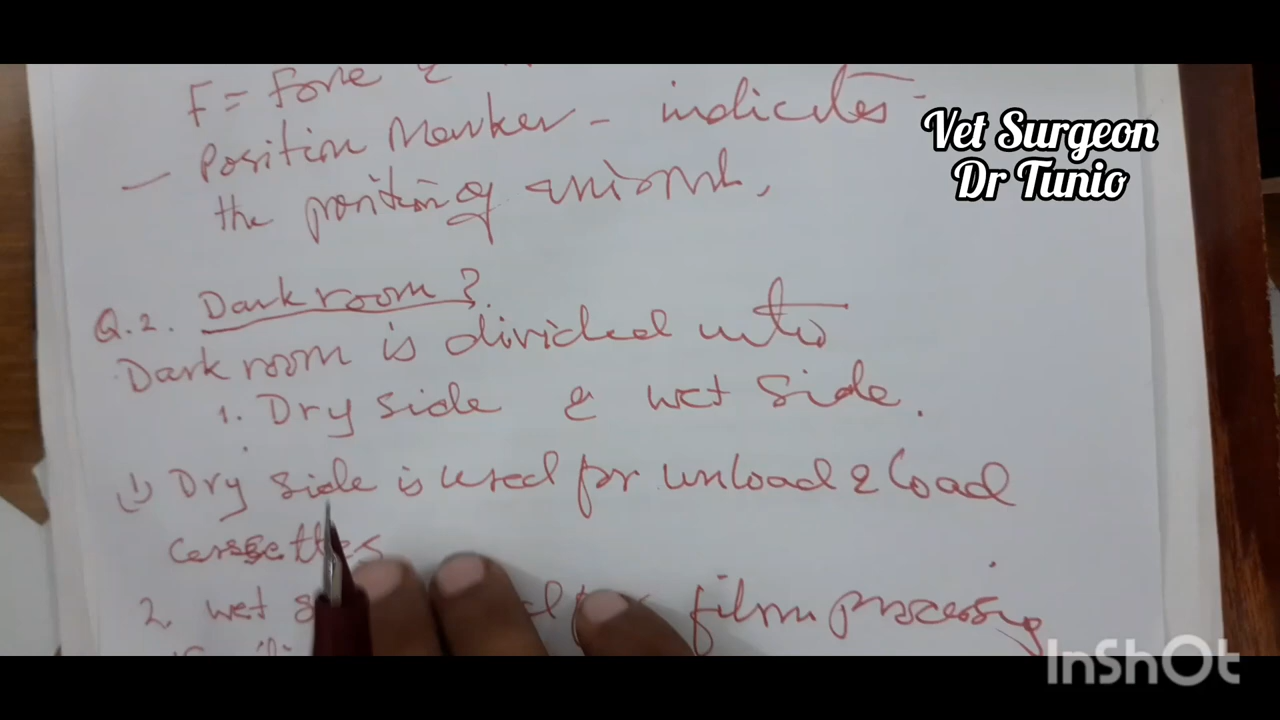 F = Fore &
Position Marker - indicates
— the position of animal,
Vet Surgeon
Dr Tunio
Q.2. Dark room?
Dark room is divided into
1. Dry side & wet side.
1) Dry side is used for unload & load
cassettes
2 wet film processing
InShOt